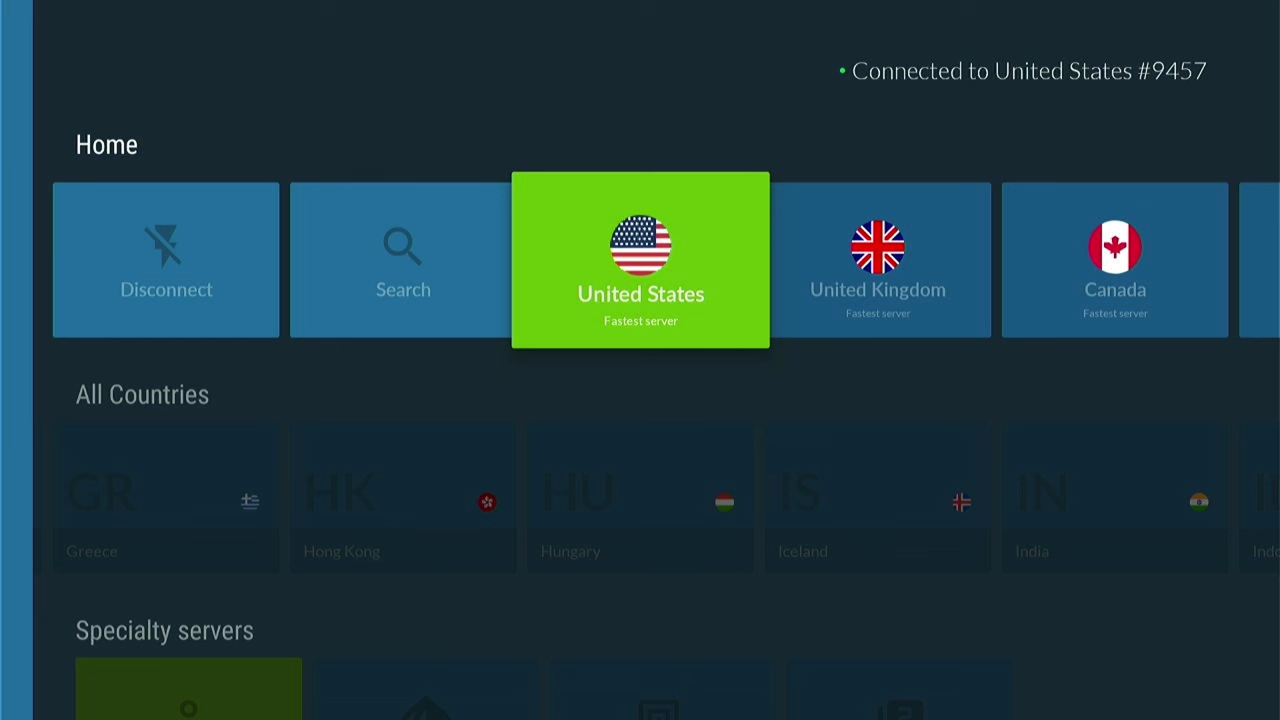 Connected to United States #9457
Home
Disconnect
Search
United States
Fastest server
United Kingdom
Fastest server
Canada
Fastest server
All Countries
GR
HK
HU
IS
IN
Greece
Hong Kong
Hungary
Iceland
India
Specialty servers